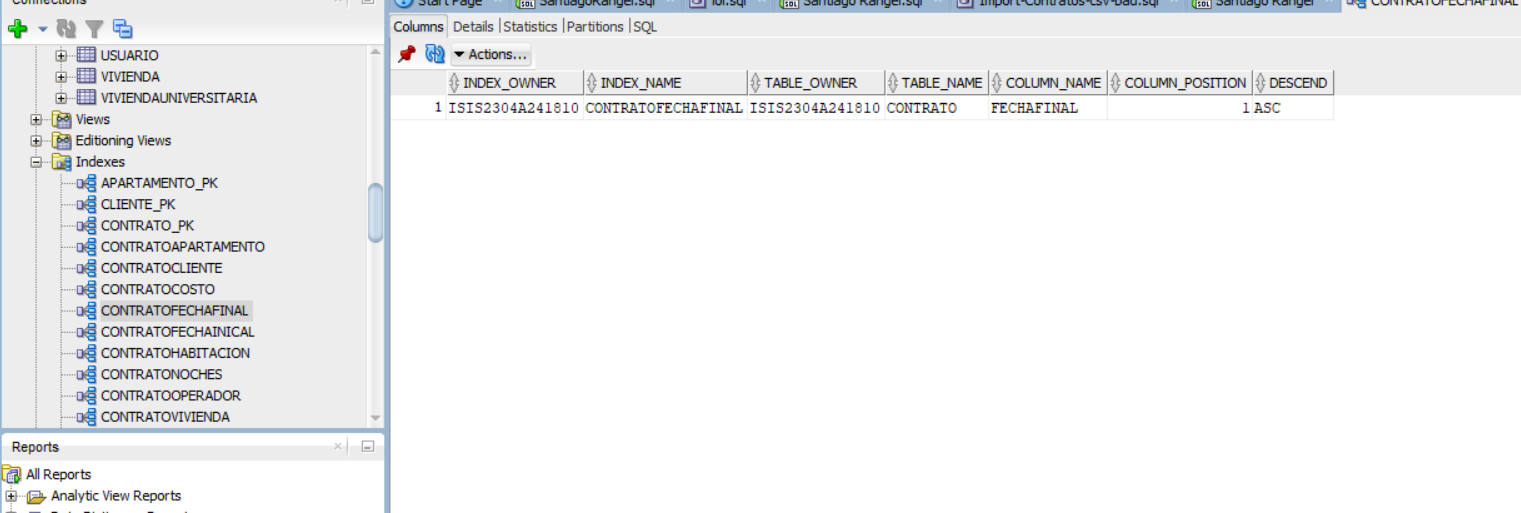 Connections
Start Page SantiagoRangel.sql lol.sql Santiago Rangel.sql Import-Contratos-csv-bad.sql Santiago Rangel CONTRATOFECHAFINAL
Columns Details Statistics Partitions SQL
Actions...
INDEX_OWNER INDEX_NAME TABLE_OWNER TABLE_NAME COLUMN_NAME COLUMN_POSITION DESCEND
1 ISIS2304A241810 CONTRATOFECHAFINAL ISIS2304A241810 CONTRATO FECHAFINAL 1 ASC
USUARIO
VIVIENDA
VIVIENDAUNIVERSITARIA
Views
Editioning Views
Indexes
APARTAMENTO_PK
CLIENTE_PK
CONTRATO_PK
CONTRATOAPARTAMENTO
CONTRATOCLIENTE
CONTRATOCOSTO
CONTRATOFECHAFINAL
CONTRATOFECHAINICAL
CONTRATOHABITACION
CONTRATONOCHES
CONTRATOOPERADOR
CONTRATOVIVIENDA
Reports
All Reports
Analytic View Reports